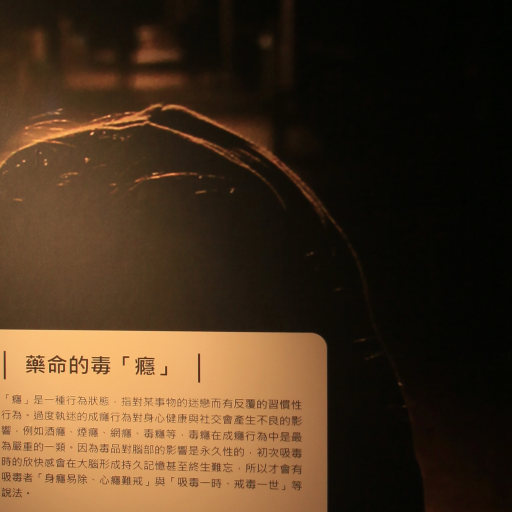 藥命的毒「癮」
「癮」是一種行為狀態，指對某事物的迷戀而有反覆的習慣性
行為。過度執迷的成癮行為對身心健康與社交會產生不良的影
響，例如酒癮、煙癮、網癮、毒癮等，毒癮在成癮行為中是最
為嚴重的一類。因為毒品對腦部的影響是永久性的，初次吸毒
時的欣快感會在大腦形成持久記憶甚至終生難忘，所以才會有
吸毒者「身癮易除、心癮難戒」與「吸毒一時、戒毒一世」等
說法。